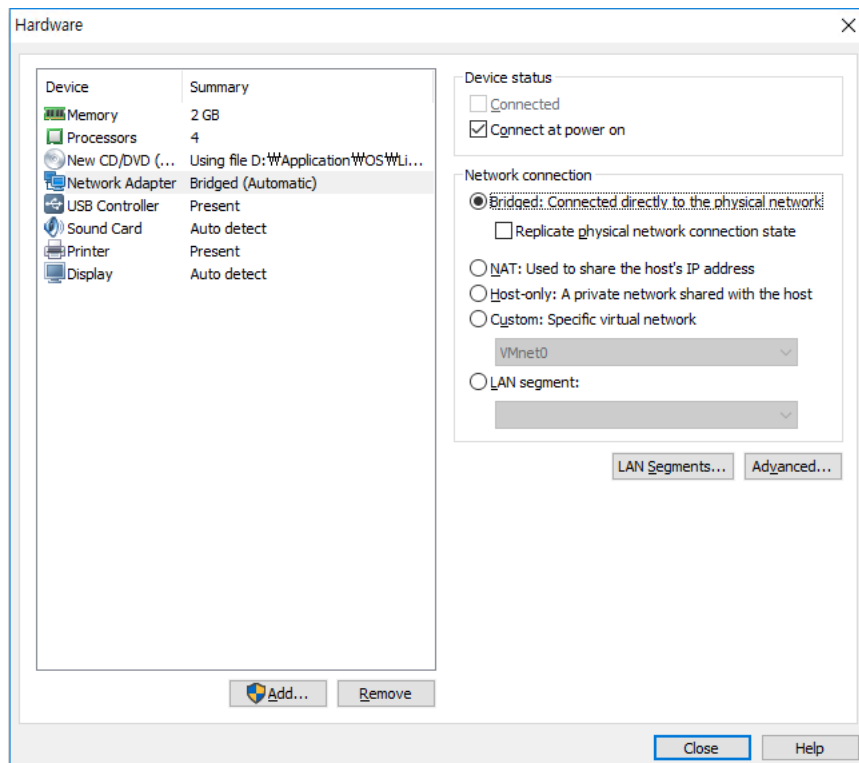 Hardware
Device Summary
Memory 2 GB
Processors 4
New CD/DVD (... Using file D:₩Application₩OS₩Li...
Network Adapter Bridged (Automatic)
USB Controller Present
Sound Card Auto detect
Printer Present
Display Auto detect
Add... Remove
Device status
Connected
Connect at power on
Network connection
Bridged: Connected directly to the physical network
Replicate physical network connection state
NAT: Used to share the host's IP address
Host-only: A private network shared with the host
Custom: Specific virtual network
VMnet0
LAN segment:
LAN Segments... Advanced...
Close Help